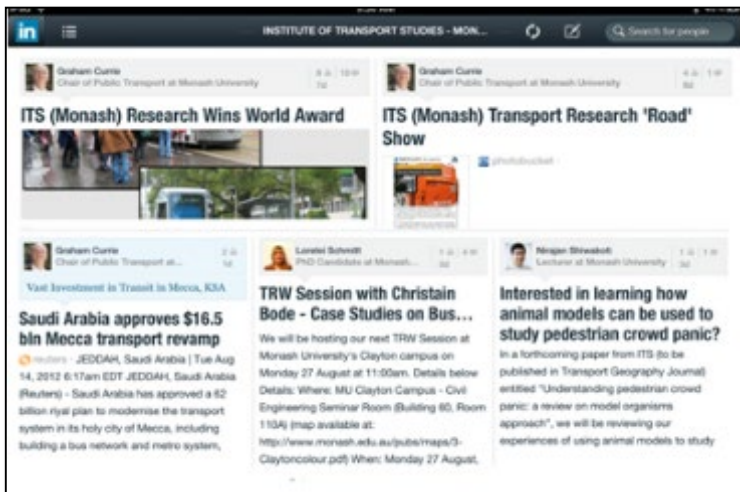 in
INSTITUTE OF TRANSPORT STUDIES - MON...
Search for people
Graham Currie
Chair of Public Transport at Monash University
ITS (Monash) Research Wins World Award
Graham Currie
Chair of Public Transport at Monash University
ITS (Monash) Transport Research 'Road'
Show
photobucket
Graham Currie
Chair of Public Transport at...
Vast Investment in Transit in Mecca, KSA
Saudi Arabia approves $16.5
bln Mecca transport revamp
reuters - JEDDAH, Saudi Arabia | Tue Aug
14, 2012 6:17am EDT JEDDAH, Saudi Arabia
(Reuters) - Saudi Arabia has approved a 62
billion riyal plan to modernise the transport
system in its holy city of Mecca, including
building a bus network and metro system,
Lorelei Schmitt
PhD Candidate at Monash...
TRW Session with Christain
Bode - Case Studies on Bus...
We will be hosting our next TRW Session at
Monash University's Clayton campus on
Monday 27 August at 11:00am. Details below
Details: Where: MU Clayton Campus - Civil
Engineering Seminar Room (Building 60, Room
110A) (map available at:
http://www.monash.edu.au/pubs/maps/3-
Claytoncolour.pdf) When: Monday 27 August,
Nirajan Shiwakoti
Lecturer at Monash University
Interested in learning how
animal models can be used to
study pedestrian crowd panic?
In a forthcoming paper from ITS (to be
published in Transport Geography Journal)
entitled "Understanding pedestrian crowd
panic: a review on model organisms
approach", we will be reviewing our
experiences of using animal models to study